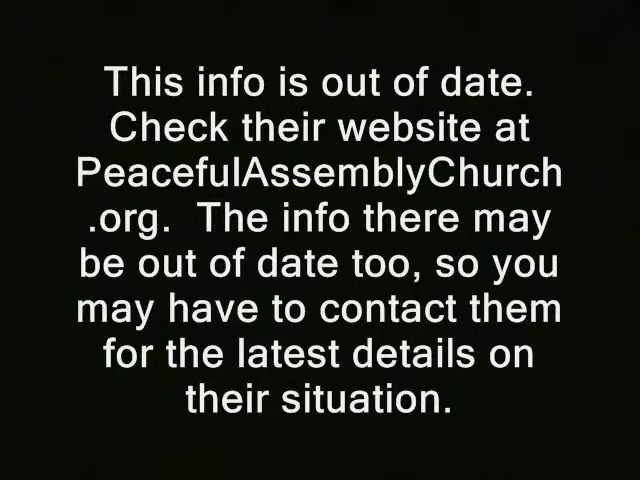 This info is out of date.
Check their website at
PeacefulAssemblyChurch
.org.  The info there may
be out of date too, so you
may have to contact them
for the latest details on
their situation.